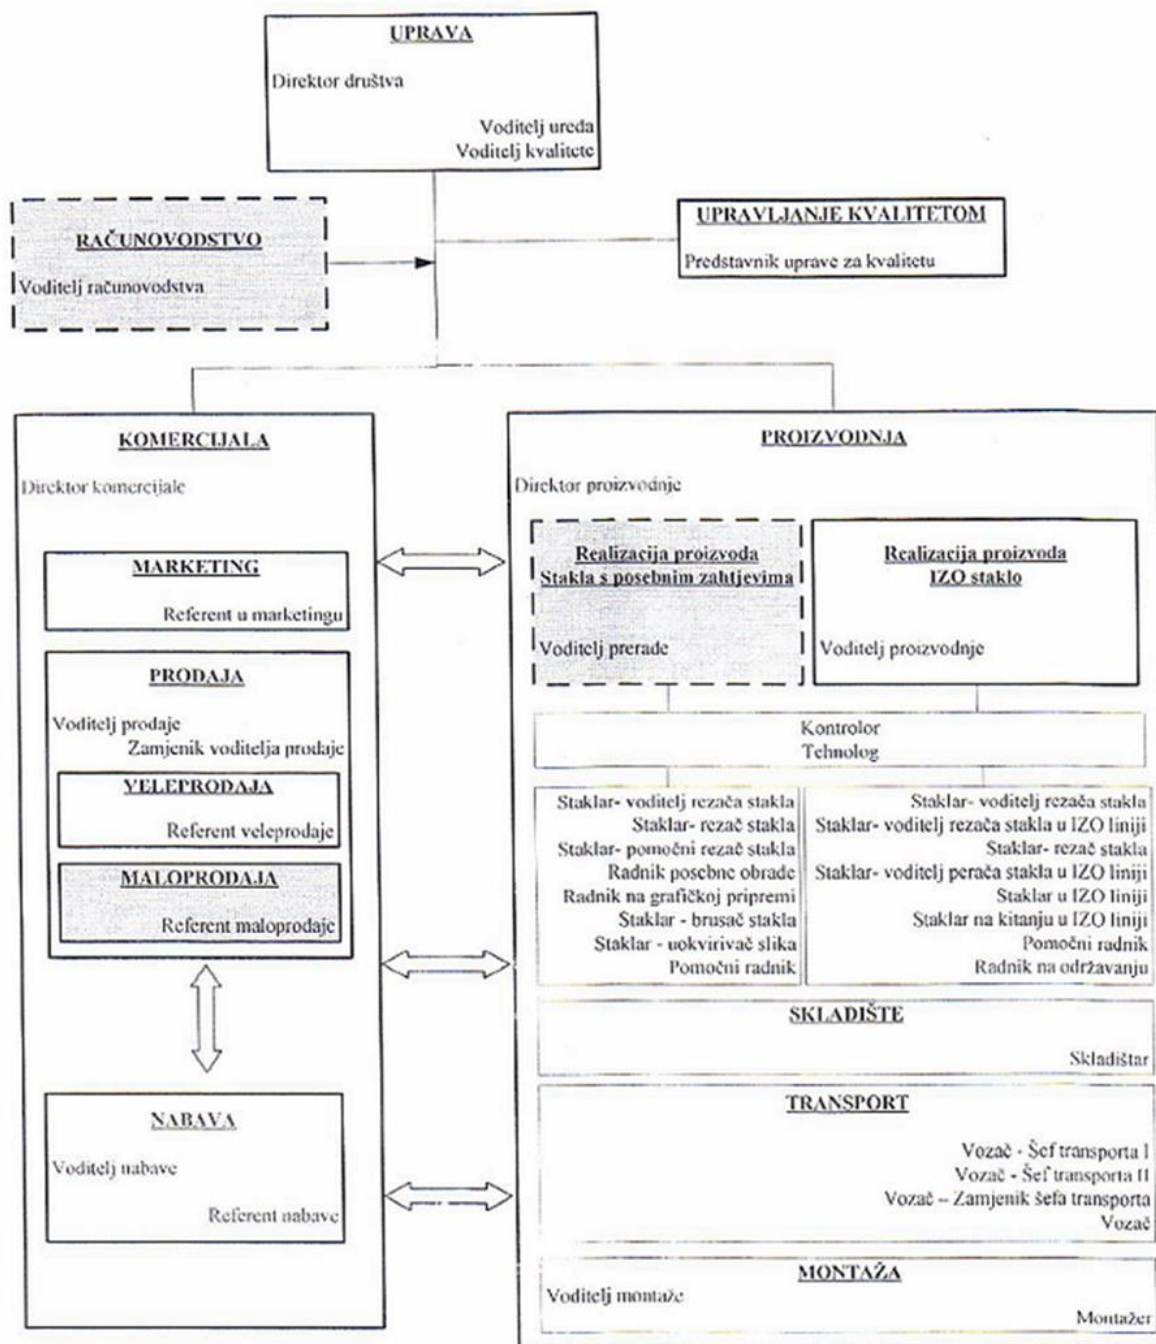 UPRAVA
Direktor društva
Voditelj ureda
Voditelj kvalitete
RAČUNOVODSTVO
Voditelj računovodstva
UPRAVLJANJE KVALITETOM
Predstavnik uprave za kvalitetu
KOMERCIJALA
Direktor komercijale
MARKETING
Referent u marketingu
PRODAJA
Voditelj prodaje
Zamjenik voditelja prodaje
VELEPRODAJA
Referent veleprodaje
MALOPRODAJA
Referent maloprodaje
NABAVA
Voditelj nabave
Referent nabave
PROIZVODNJA
Direktor proizvodnje
Realizacija proizvoda
Stakla s posebnim zahtjevima
Voditelj prerade
Realizacija proizvoda
IZO staklo
Voditelj proizvodnje
Kontrolor
Tehnolog
Staklar- voditelj rezača stakla
Staklar- rezač stakla
Staklar- pomoćni rezač stakla
Radnik posebne obrade
Radnik na grafičkoj pripremi
Staklar - brusač stakla
Staklar - uokvirivač slika
Pomoćni radnik
Staklar- voditelj rezača stakla
Staklar- voditelj rezača stakla u IZO liniji
Staklar- rezač stakla
Staklar- voditelj perača stakla u IZO liniji
Staklar u IZO liniji
Staklar na kitanju u IZO liniji
Pomoćni radnik
Radnik na održavanju
SKLADIŠTE
Skladištar
TRANSPORT
Vozač - Šef transporta I
Vozač - Šef transporta II
Vozač – Zamjenik šefa transporta
Vozač
MONTAŽA
Voditelj montaže
Montažer